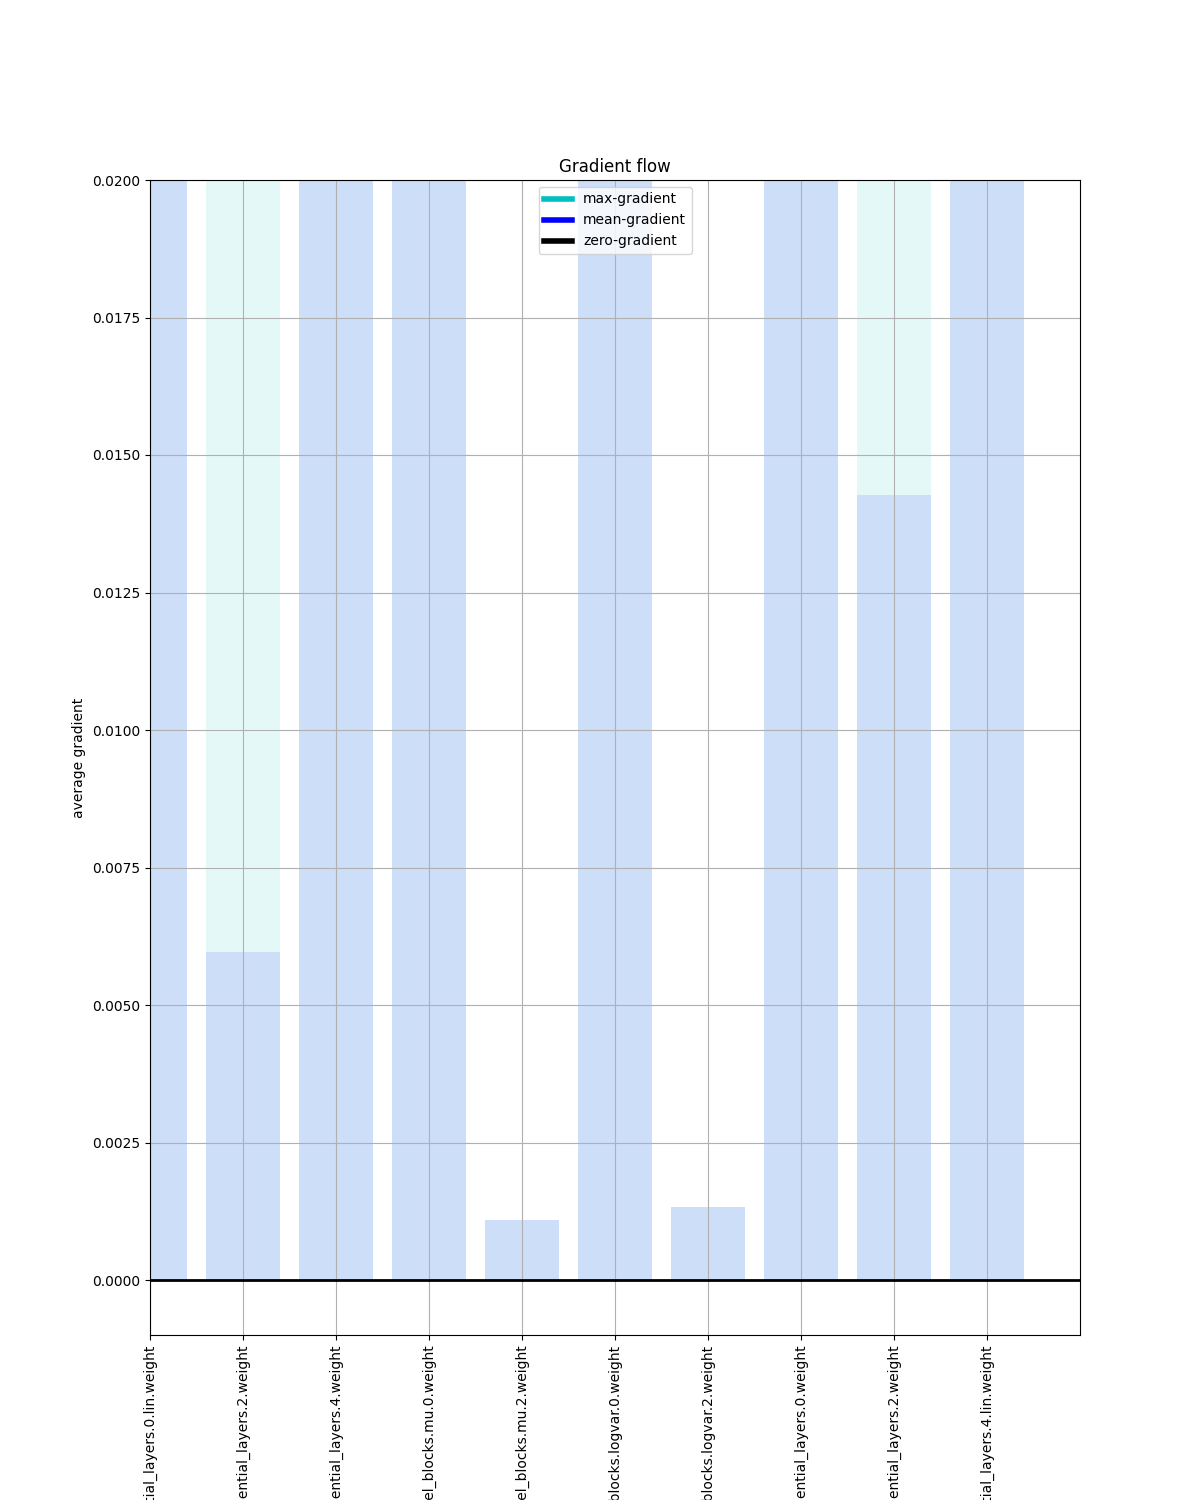 Gradient flow
max-gradient
mean-gradient
zero-gradient
0.0200
0.0175
0.0150
0.0125
0.0100
0.0075
0.0050
0.0025
0.0000
average gradient
tial_layers.0.lin.weight
ential_layers.2.weight
ential_layers.4.weight
el_blocks.mu.0.weight
el_blocks.mu.2.weight
blocks.logvar.0.weight
blocks.logvar.2.weight
ential_layers.0.weight
ential_layers.2.weight
tial_layers.4.lin.weight